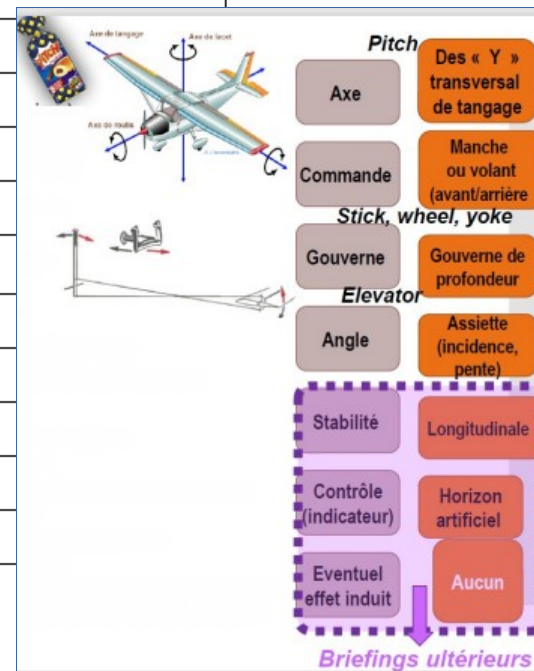 Axe de tangage
Axe de lacet
Axe de roulis
Pitch
Axe
Des « Y »
transversal
de tangage
Commande
Manche
ou volant
(avant/arrière
Stick, wheel, yoke
Gouverne
Gouverne de
profondeur
Elevator
Angle
Assiette
(incidence,
pente)
Stabilité
Longitudinale
Contrôle
(indicateur)
Horizon
artificiel
Eventuel
effet induit
Aucun
Briefings ultérieurs